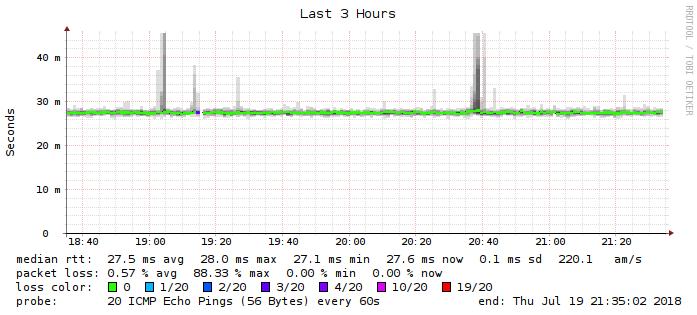 Last 3 Hours
RRDTOOL / TOBI OETIKER
Seconds
40 m
30 m
20 m
10 m
0
18:40 19:00 19:20 19:40 20:00 20:20 20:40 21:00 21:20
median rtt: 27.5 ms avg 28.0 ms max 27.1 ms min 27.6 ms now 0.1 ms sd 220.1 am/s
packet loss: 0.57 % avg 88.33 % max 0.00 % min 0.00 % now
loss color: 0 1/20 2/20 3/20 4/20 10/20 19/20
probe: 20 ICMP Echo Pings (56 Bytes) every 60s end: Thu Jul 19 21:35:02 2018